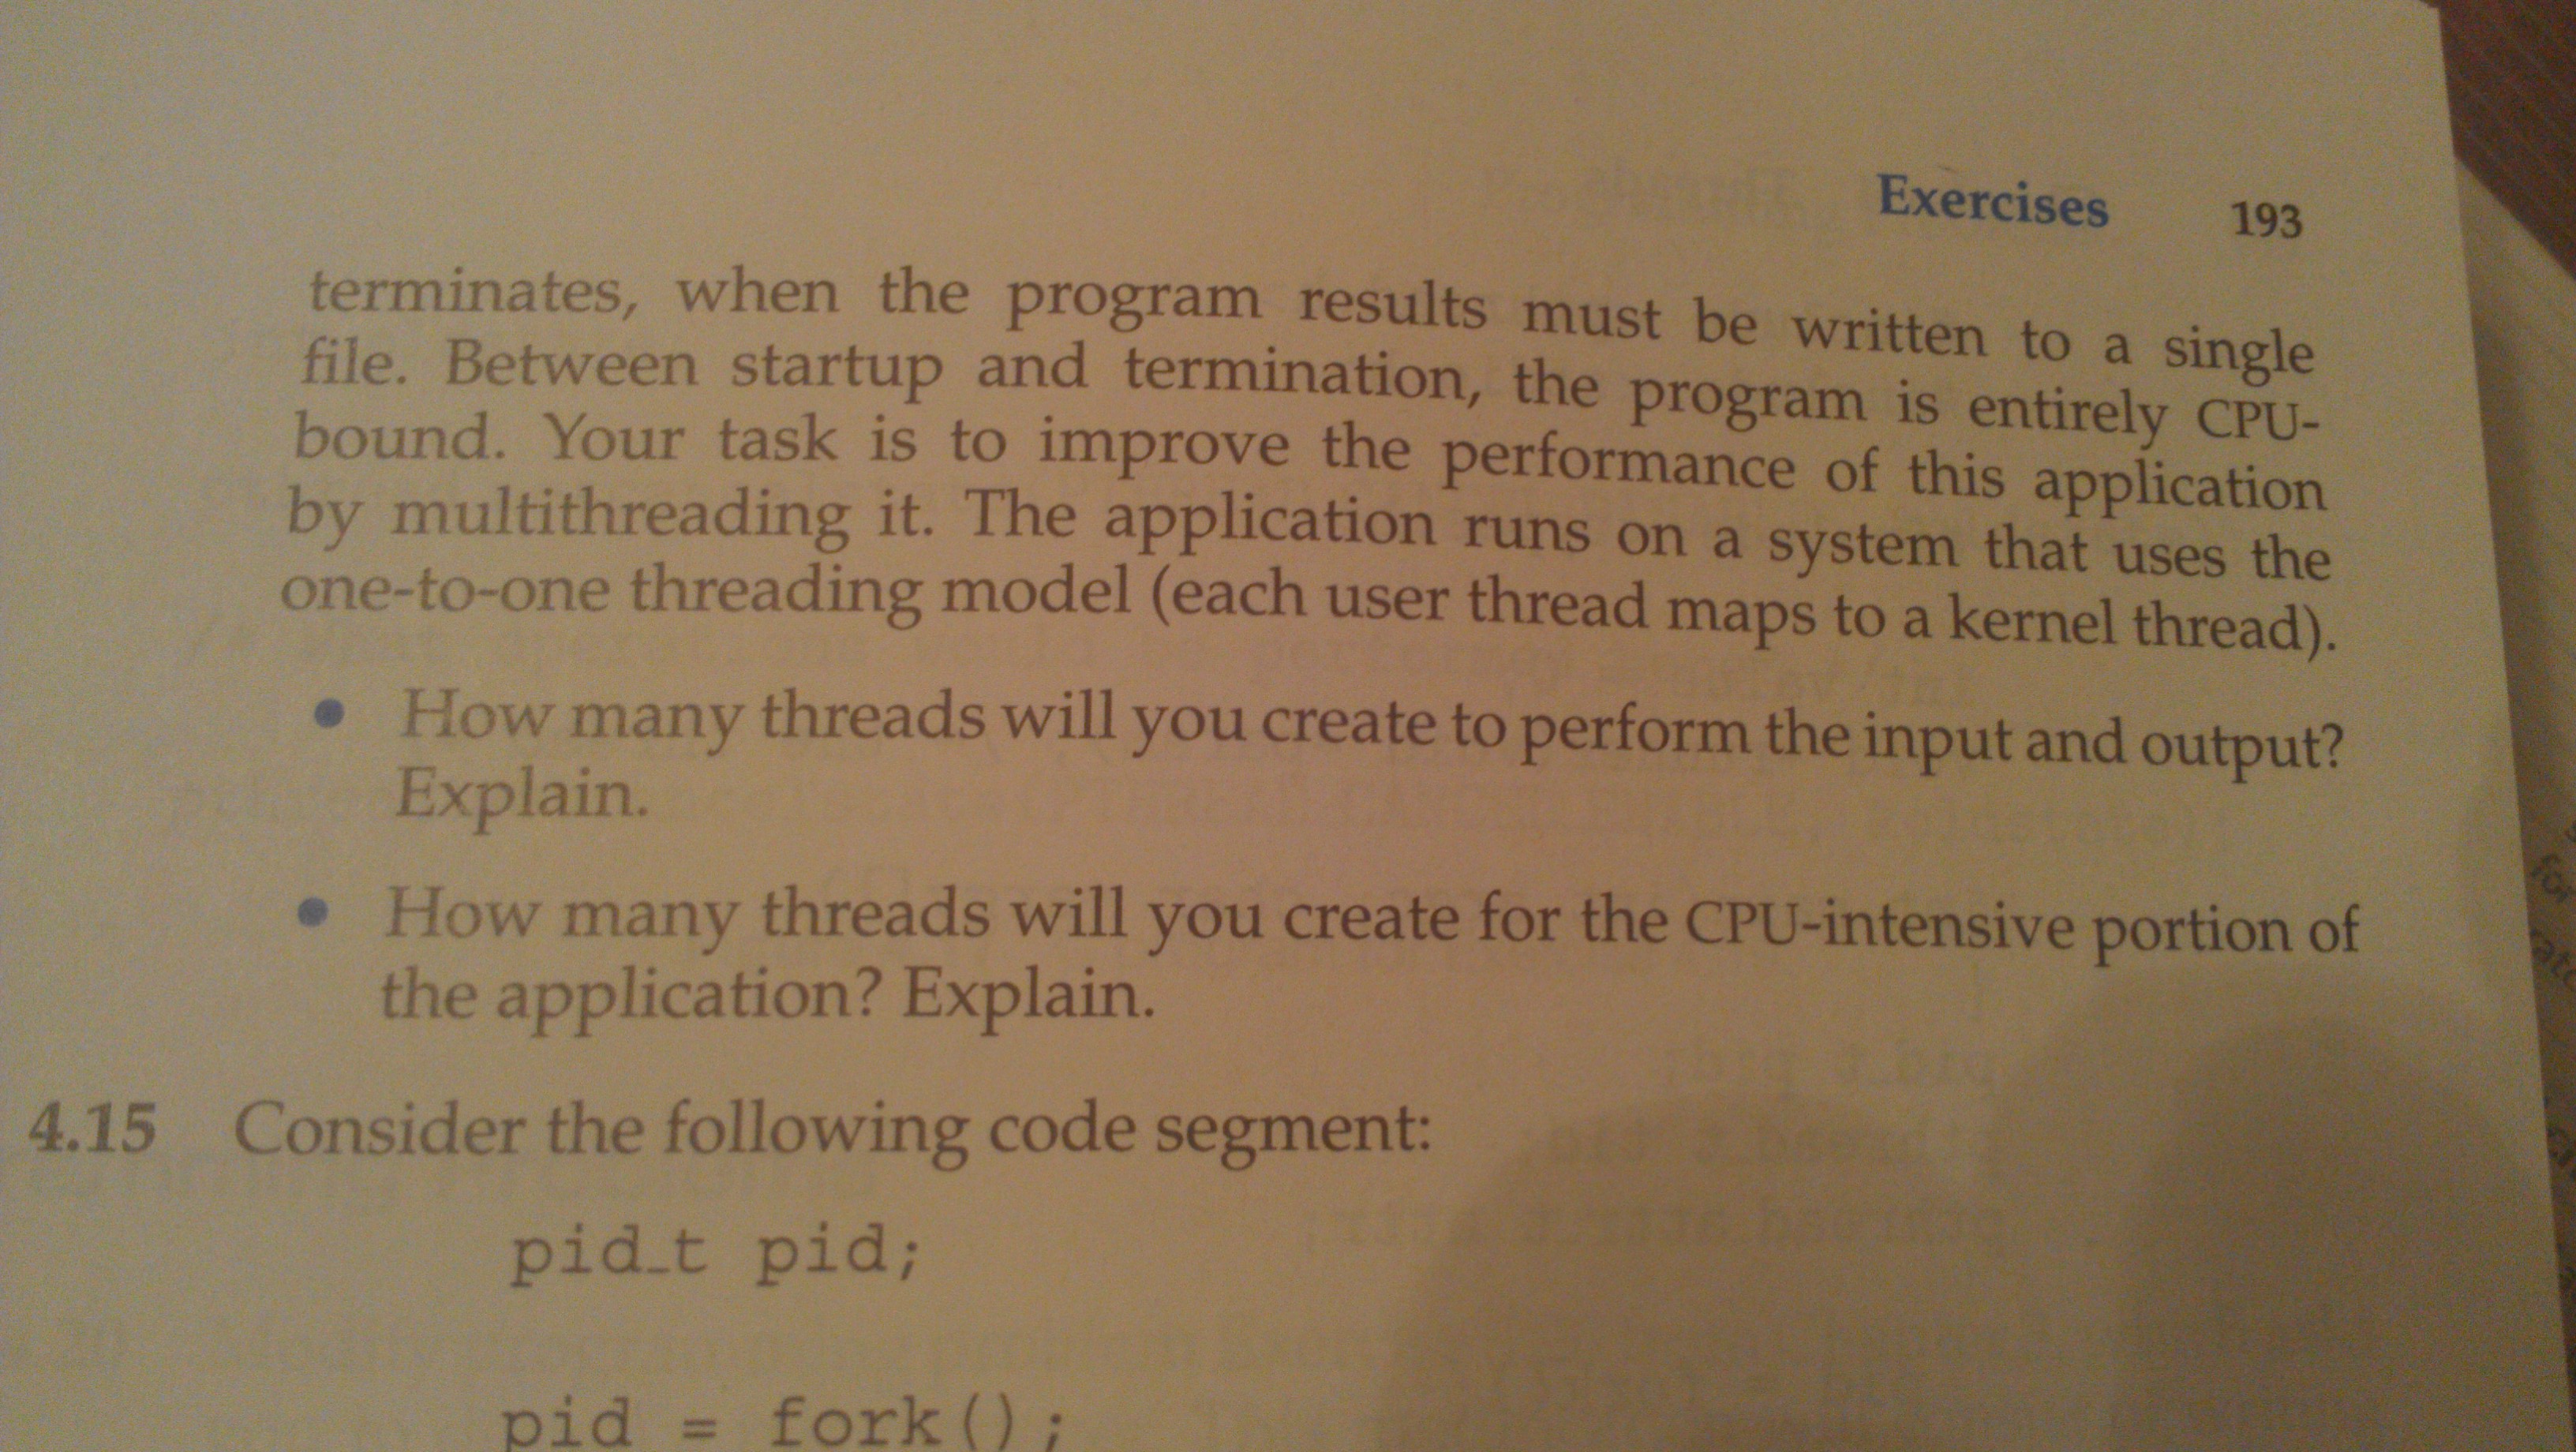 Exercises 193
terminates, when the program results must be written to a single
file. Between startup and termination, the program is entirely CPU-
bound. Your task is to improve the performance of this application
by multithreading it. The application runs on a system that uses the
one-to-one threading model (each user thread maps to a kernel thread).
• How many threads will you create to perform the input and output?
Explain.
• How many threads will you create for the CPU-intensive portion of
the application? Explain.
4.15 Consider the following code segment:
pid_t pid;
pid = fork();